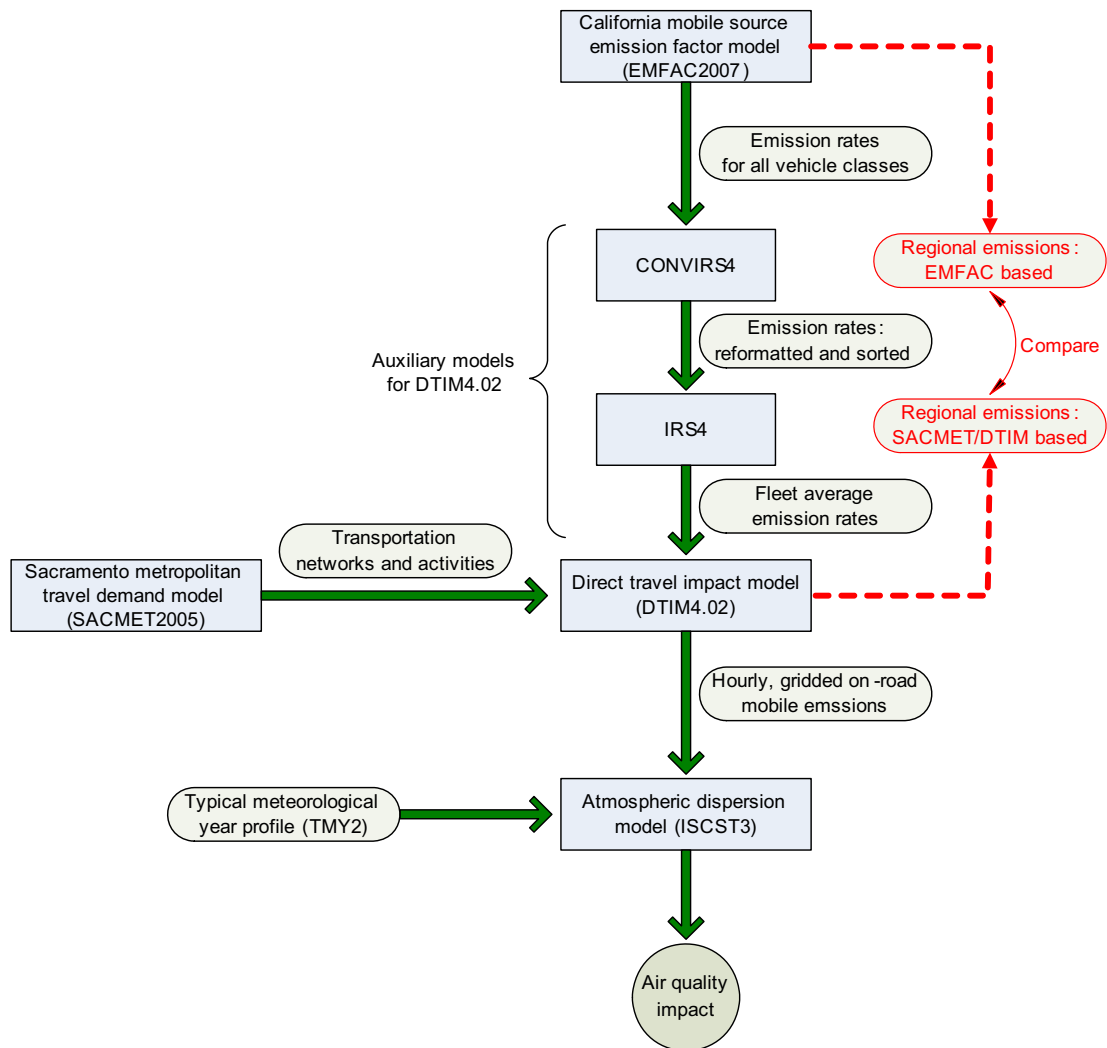 California mobile source
emission factor model
(EMFAC2007)
Emission rates
for all vehicle classes
CONVIRS4
Regional emissions:
EMFAC based
Emission rates:
reformatted and sorted
Compare
Auxiliary models
for DTIM4.02
IRS4
Regional emissions:
SACMET/DTIM based
Fleet average
emission rates
Transportation
networks and activities
Sacramento metropolitan
travel demand model
(SACMET2005)
Direct travel impact model
(DTIM4.02)
Hourly, gridded on-road
mobile emssions
Typical meteorological
year profile (TMY2)
Atmospheric dispersion
model (ISCST3)
Air quality
impact